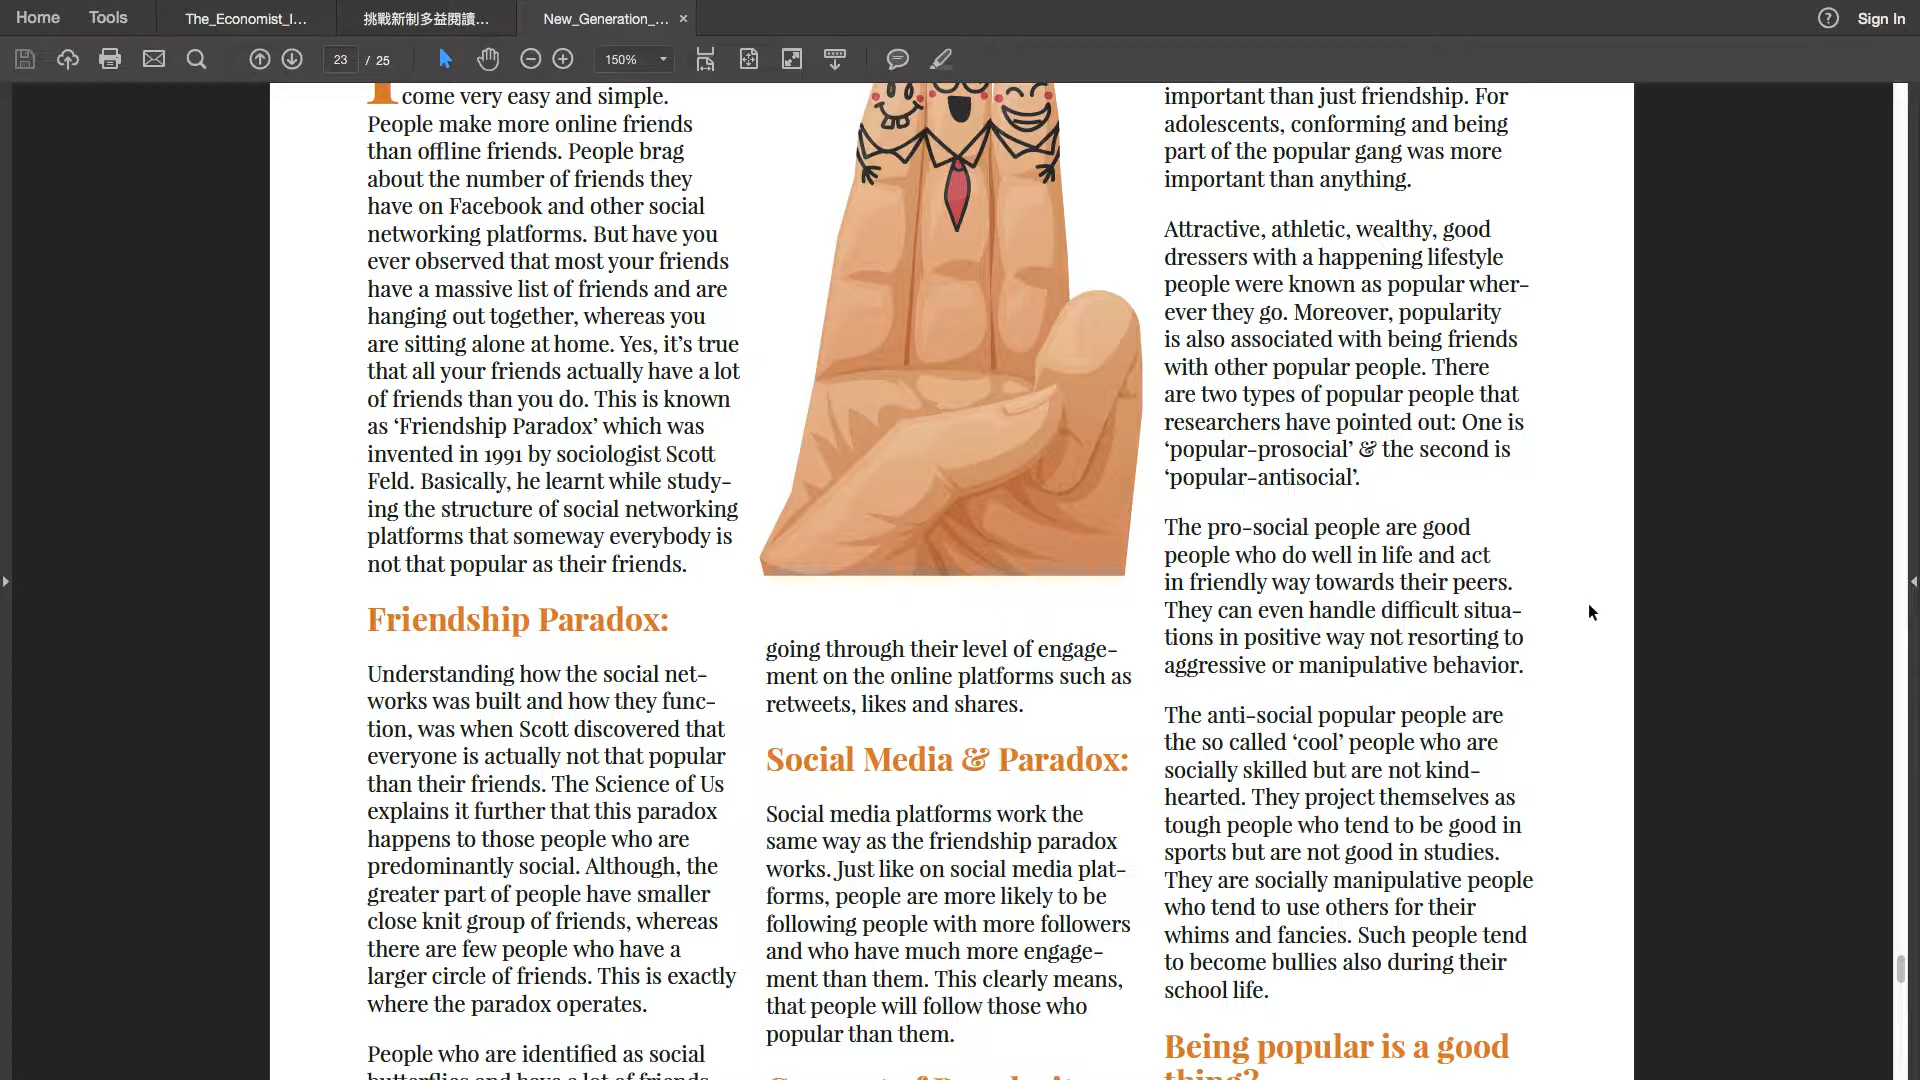 Home
Tools
The_Economist_I...
挑戰新制多益閱讀...
New_Generation_...
Sign In
23 / 25
150%
come very easy and simple.
People make more online friends
than offline friends. People brag
about the number of friends they
have on Facebook and other social
networking platforms. But have you
ever observed that most your friends
have a massive list of friends and are
hanging out together, whereas you
are sitting alone at home. Yes, it's true
that all your friends actually have a lot
of friends than you do. This is known
as ‘Friendship Paradox’ which was
invented in 1991 by sociologist Scott
Feld. Basically, he learnt while study-
ing the structure of social networking
platforms that someway everybody is
not that popular as their friends.
Friendship Paradox:
Understanding how the social net-
works was built and how they func-
tion, was when Scott discovered that
everyone is actually not that popular
than their friends. The Science of Us
explains it further that this paradox
happens to those people who are
predominantly social. Although, the
greater part of people have smaller
close knit group of friends, whereas
there are few people who have a
larger circle of friends. This is exactly
where the paradox operates.
People who are identified as social
going through their level of engage-
ment on the online platforms such as
retweets, likes and shares.
Social Media & Paradox:
Social media platforms work the
same way as the friendship paradox
works. Just like on social media plat-
forms, people are more likely to be
following people with more followers
and who have much more engage-
ment than them. This clearly means,
that people will follow those who
popular than them.
important than just friendship. For
adolescents, conforming and being
part of the popular gang was more
important than anything.
Attractive, athletic, wealthy, good
dressers with a happening lifestyle
people were known as popular wher-
ever they go. Moreover, popularity
is also associated with being friends
with other popular people. There
are two types of popular people that
researchers have pointed out: One is
‘popular-prosocial’ & the second is
‘popular-antisocial’.
The pro-social people are good
people who do well in life and act
in friendly way towards their peers.
They can even handle difficult situa-
tions in positive way not resorting to
aggressive or manipulative behavior.
The anti-social popular people are
the so called ‘cool’ people who are
socially skilled but are not kind-
hearted. They project themselves as
tough people who tend to be good in
sports but are not good in studies.
They are socially manipulative people
who tend to use others for their
whims and fancies. Such people tend
to become bullies also during their
school life.
Being popular is a good
thing?